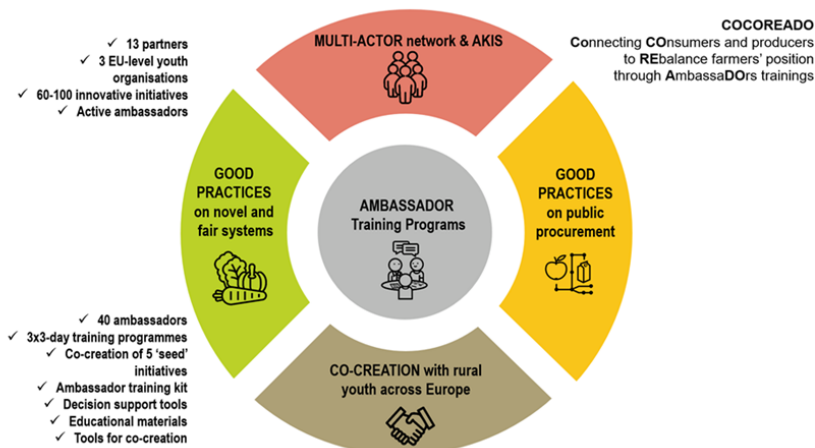 ✓ 13 partners
✓ 3 EU-level youth
organisations
✓ 60-100 innovative initiatives
✓ Active ambassadors
MULTI-ACTOR network & AKIS
COCOREADO
Connecting COnsumers and producers
to REbalance farmers' position
through AmbassaDOrs trainings
GOOD
PRACTICES
on novel and
fair systems
AMBASSADOR
Training Programs
GOOD
PRACTICES
on public
procurement
✓ 40 ambassadors
✓ 3x3-day training programmes
✓ Co-creation of 5 'seed'
initiatives
✓ Ambassador training kit
✓ Decision support tools
✓ Educational materials
✓ Tools for co-creation
CO-CREATION with rural
youth across Europe